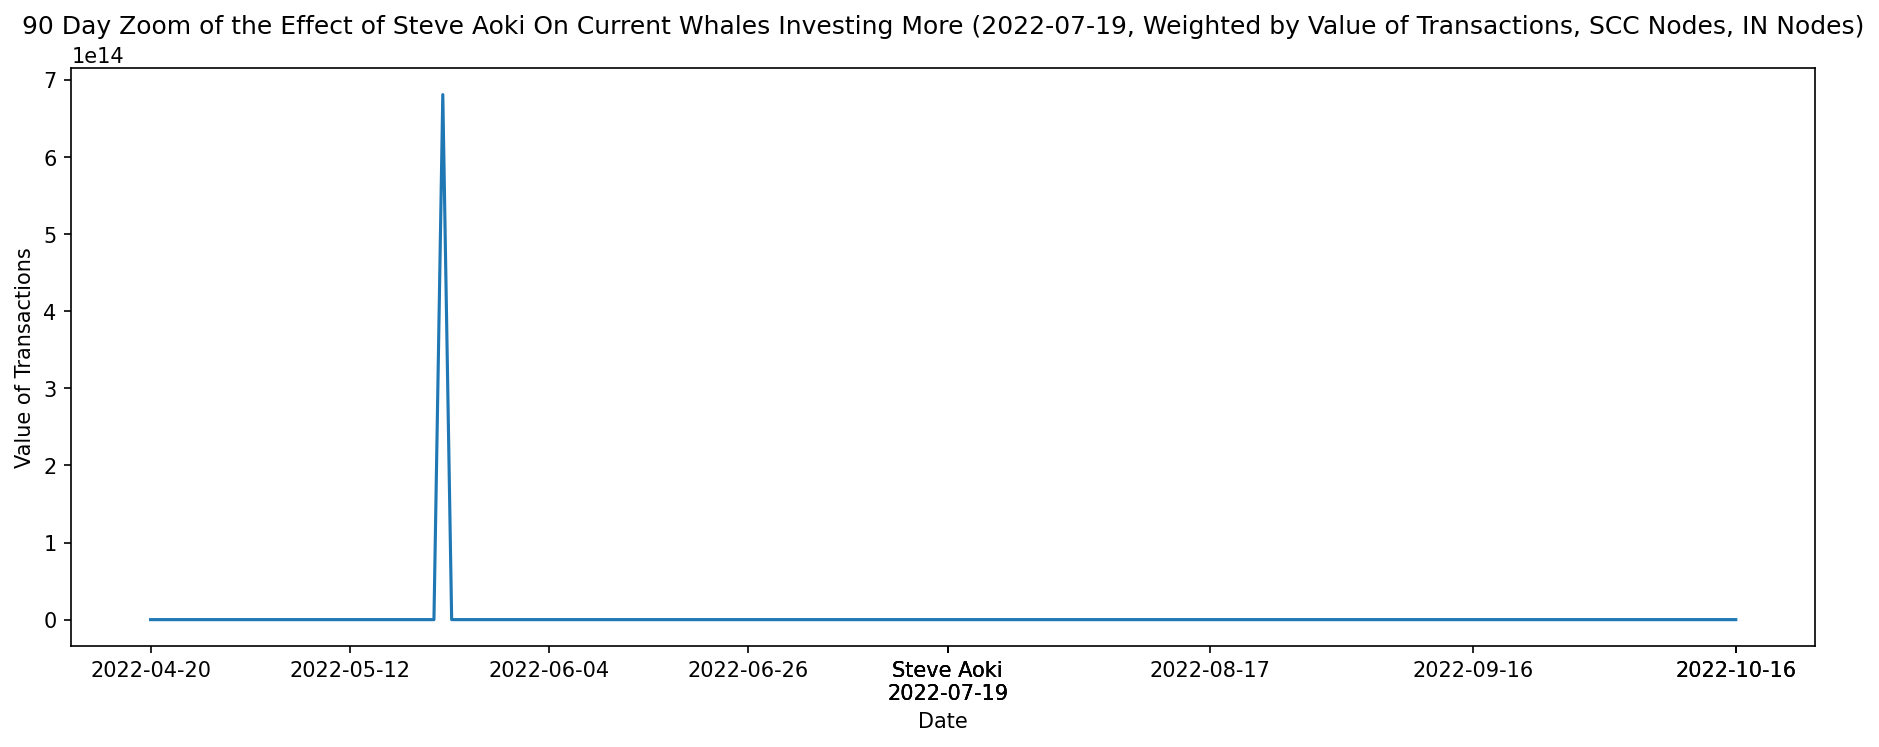 90 Day Zoom of the Effect of Steve Aoki On Current Whales Investing More (2022-07-19, Weighted by Value of Transactions, SCC Nodes, IN Nodes)
1e14
7
6
5
4
3
2
1
0
Value of Transactions
2022-04-20 2022-05-12 2022-06-04 2022-06-26 Steve Aoki 2022-08-17 2022-09-16 2022-10-16
2022-07-19
Date